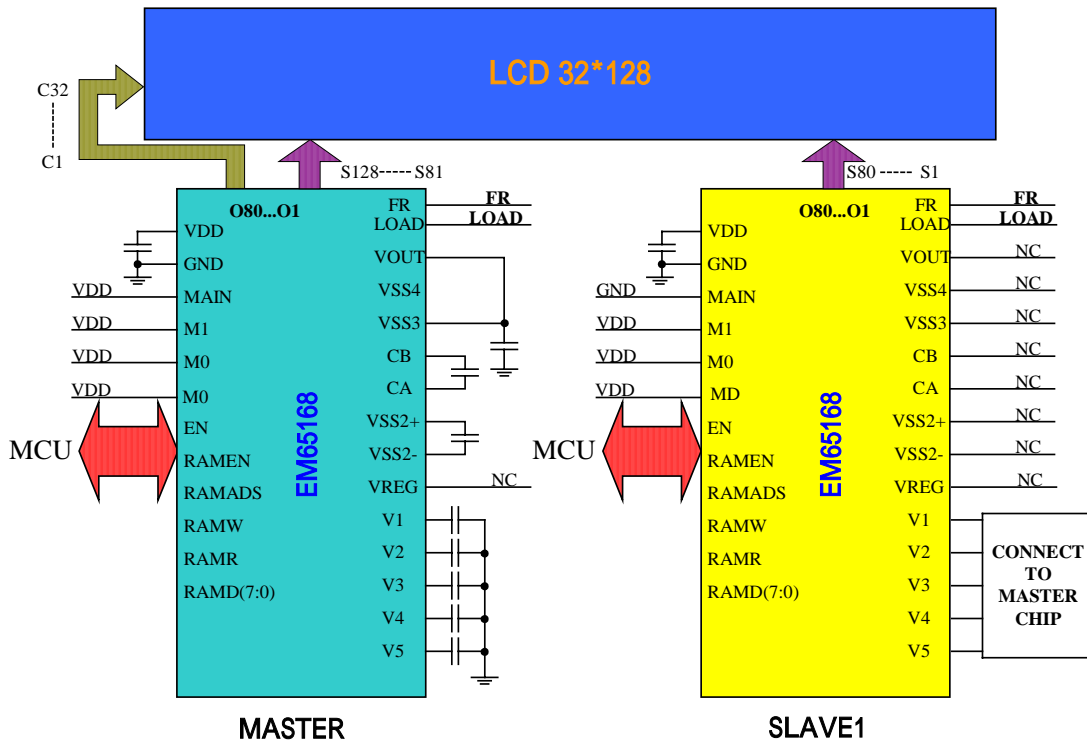 LCD 32*128
C32
C1
S128 ----- S81
S80 ----- S1
O80...O1
VDD
GND
MAIN
M1
M0
M0
EN
RAMEN
RAMADS
RAMW
RAMR
RAMD(7:0)
VDD
VDD
VDD
VDD
MCU
EM65168
FR
LOAD
VOUT
VSS4
VSS3
CB
CA
VSS2+
VSS2-
VREG
V1
V2
V3
V4
V5
FR
LOAD
NC
MASTER
O80...O1
VDD
GND
MAIN
M1
M0
MD
EN
RAMEN
RAMADS
RAMW
RAMR
RAMD(7:0)
GND
VDD
VDD
VDD
MCU
EM65168
FR
LOAD
VOUT
VSS4
VSS3
CB
CA
VSS2+
VSS2-
VREG
V1
V2
V3
V4
V5
FR
LOAD
NC
NC
NC
NC
NC
NC
NC
NC
CONNECT
TO
MASTER
CHIP
SLAVE1